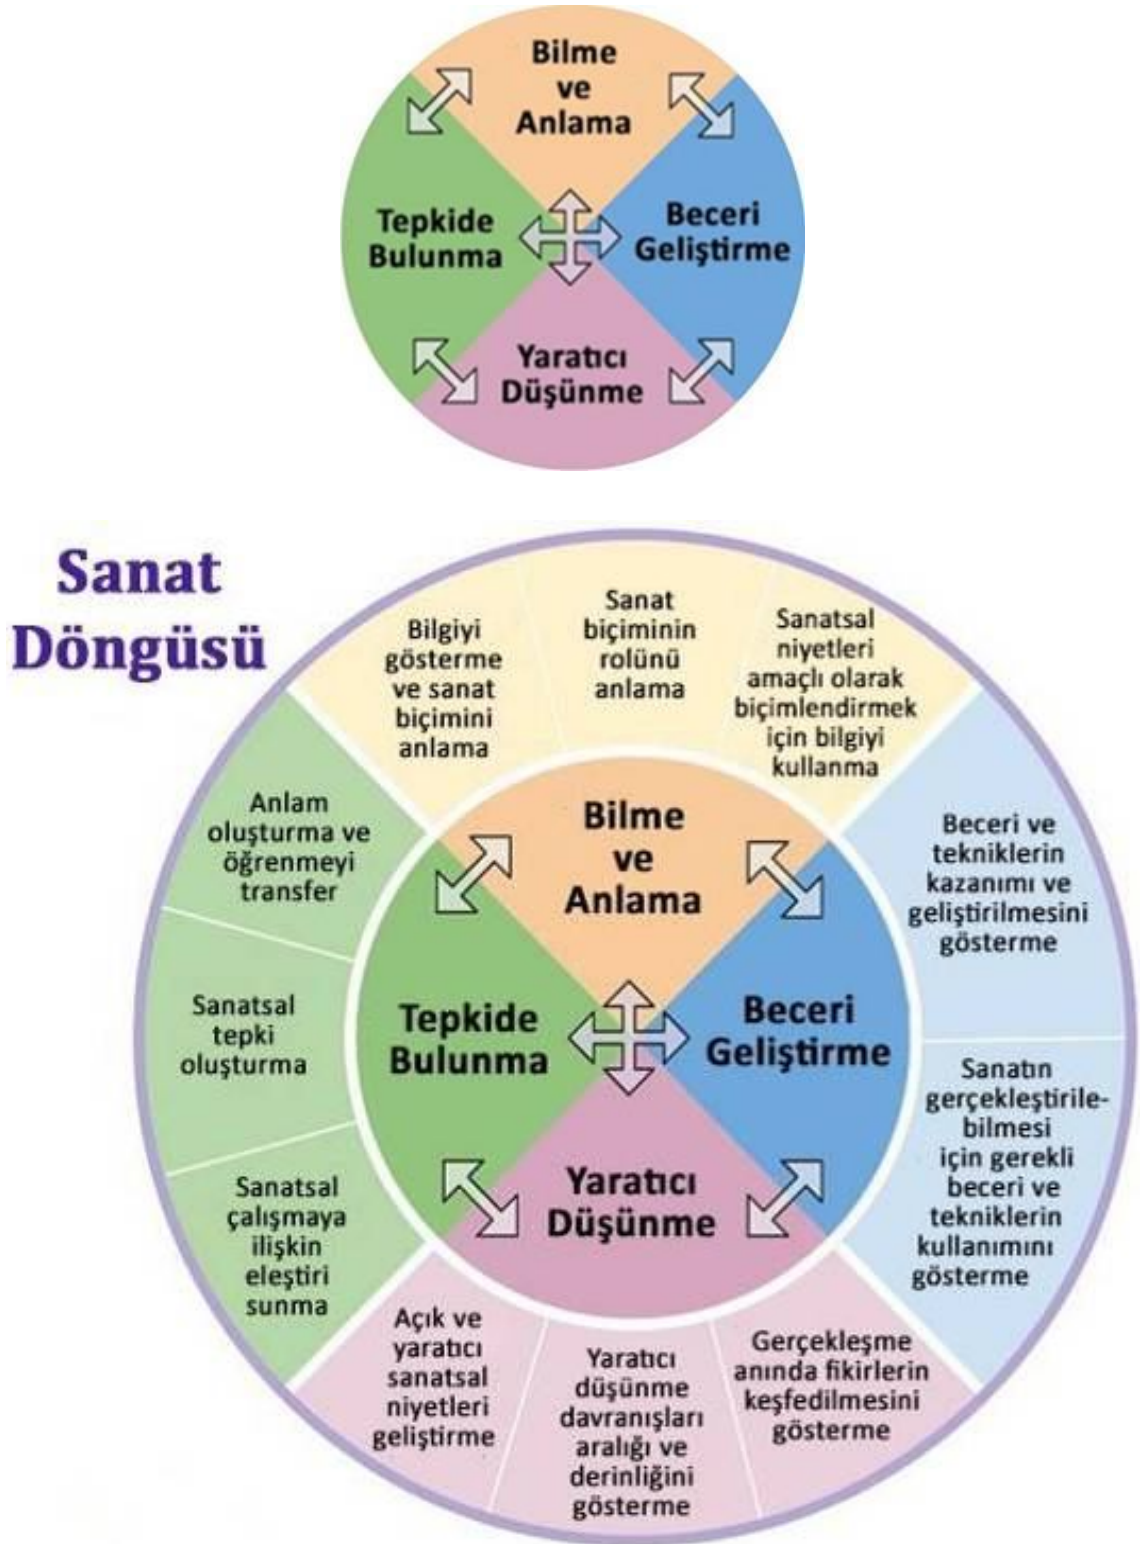 Bilme
ve
Anlama
Tepkide
Bulunma
Beceri
Geliştirme
Yaratıcı
Düşünme
Sanat
Döngüsü
Bilgiyi
gösterme
ve sanat
biçimini
anlama
Sanat
biçiminin
rolünü
anlama
Sanatsal
niyetleri
amaçlı olarak
biçimlendirmek
için bilgiyi
kullanma
Anlam
oluşturma ve
öğrenmeyi
transfer
Sanatsal
tepki
oluşturma
Sanatsal
çalışmaya
ilişkin
eleştiri
sunma
Bilme
ve
Anlama
Tepkide
Bulunma
Beceri
Geliştirme
Yaratıcı
Düşünme
Beceri ve
tekniklerin
kazanımı ve
geliştirilmesini
gösterme
Sanatın
gerçekleştirile-
bilmesi
için gerekli
beceri ve
tekniklerin
kullanımını
gösterme
Açık ve
yaratıcı
sanatsal
niyetleri
geliştirme
Yaratıcı
düşünme
davranışları
aralığı ve
derinliğini
gösterme
Gerçekleşme
anında fikirlerin
keşfedilmesini
gösterme